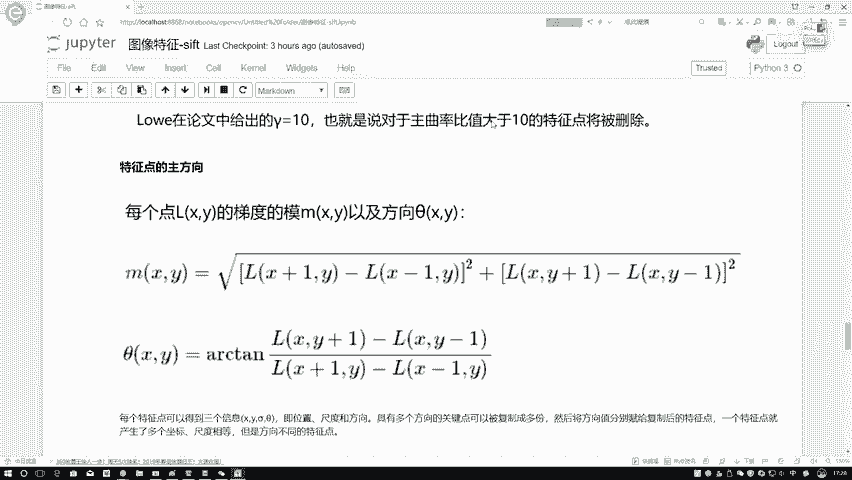 图像特征-sift
https://localhost:8888/notebooks/opencv/Untitled%20Folder/图像特征-sift.ipynb
jupyter 图像特征-sift Last Checkpoint: 3 hours ago (autosaved)
Logout
File Edit View Insert Cell Kernel Widgets Help
Trusted
Python 3
Markdown
Lowe在论文中给出的γ=10，也就是说对于主曲率比值大于10的特征点将被删除。
特征点的主方向
每个点L(x,y)的梯度的模m(x,y)以及方向θ(x,y)：
m(x, y) = √[L(x + 1, y) − L(x − 1, y)]² + [L(x, y + 1) − L(x, y − 1)]²
θ(x, y) = arctan L(x, y + 1) − L(x, y − 1) / L(x + 1, y) − L(x − 1, y)
每个特征点可以得到三个信息(x,y,σ,θ)，即位置、尺度和方向。具有多个方向的关键点可以被复制成多份，然后将方向值分别赋给复制后的特征点，一个特征点就
产生了多个坐标、尺度相等，但是方向不同的特征点。
17:28